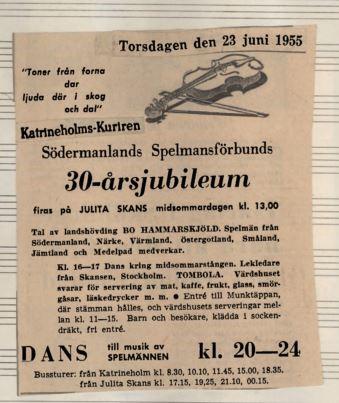 Torsdagen den 23 juni 1955
"Toner från forna
dar
ljuda där i skog
och dal"
Katrineholms-Kuriren
Södermanlands Spelmansförbunds
30-årsjubileum
firas på JULITA SKANS midsommardagen kl. 13,00
Tal av landshövding BO HAMMARSKJÖLD. Spelmän från
Södermanland, Närke, Värmland, Östergotland, Småland,
Jämtland och Medelpad medverkar.
Kl. 16—17 Dans kring midsommarstången. Lekledare
från Skansen, Stockholm. TOMBOLA. Värdshuset
svarar för servering av mat, kaffe, frukt, glass, smör-
gåsar, läskedrycker m. m. ● Entré till Munktäppan,
där stämman hålles, och värdshusets serveringar mel-
lan kl. 11—15. Barn och besökare, klädda i socken-
dräkt, fri entré.
DANS till musik av SPELMÄNNEN kl. 20—24
Bussturer: från Katrineholm kl. 8.30, 10.10, 11.45, 15.00, 18.35.
från Julita Skans kl. 17.15, 19,25, 21.10, 00.15.